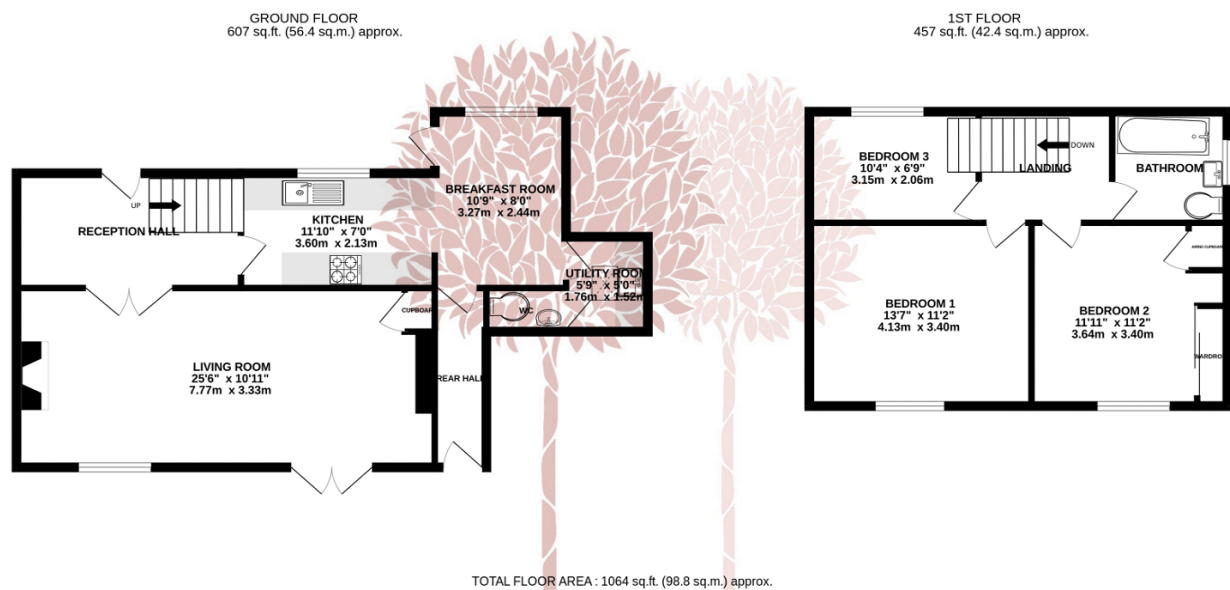 GROUND FLOOR
607 sq.ft. (56.4 sq.m.) approx.
1ST FLOOR
457 sq.ft. (42.4 sq.m.) approx.
UP
RECEPTION HALL
KITCHEN
11'10" x 7'0"
3.60m x 2.13m
BREAKFAST ROOM
10'9" x 8'0"
3.27m x 2.44m
UTILITY ROOM
5'9" x 5'0"
1.76m x 1.52m
WC
CUPBOAR
LIVING ROOM
25'6" x 10'11"
7.77m x 3.33m
REAR HALL
BEDROOM 3
10'4" x 6'9"
3.15m x 2.06m
DOWN
LANDING
BATHROOM
BEDROOM 1
13'7" x 11'2"
4.13m x 3.40m
BEDROOM 2
11'11" x 11'2"
3.64m x 3.40m
AIRING CUPBOARD
WARDRO
TOTAL FLOOR AREA : 1064 sq.ft. (98.8 sq.m.) approx.